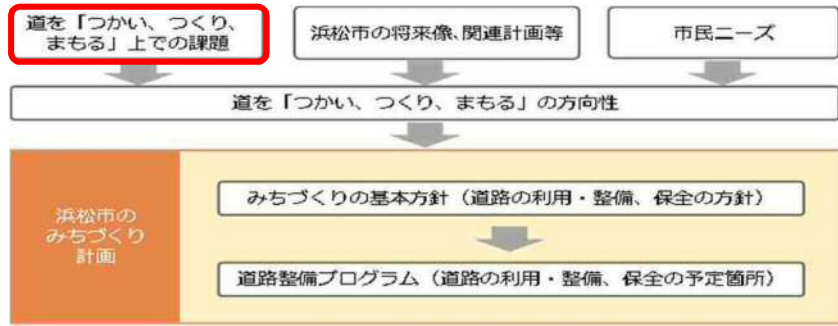 道を「つかい、つくり、
まもる」上での課題
浜松市の将来像、関連計画等
市民ニーズ
道を「つかい、つくり、まもる」の方向性
浜松市の
みちづくり
計画
みちづくりの基本方針（道路の利用・整備、保全の方針）
道路整備プログラム（道路の利用・整備、保全の予定箇所）